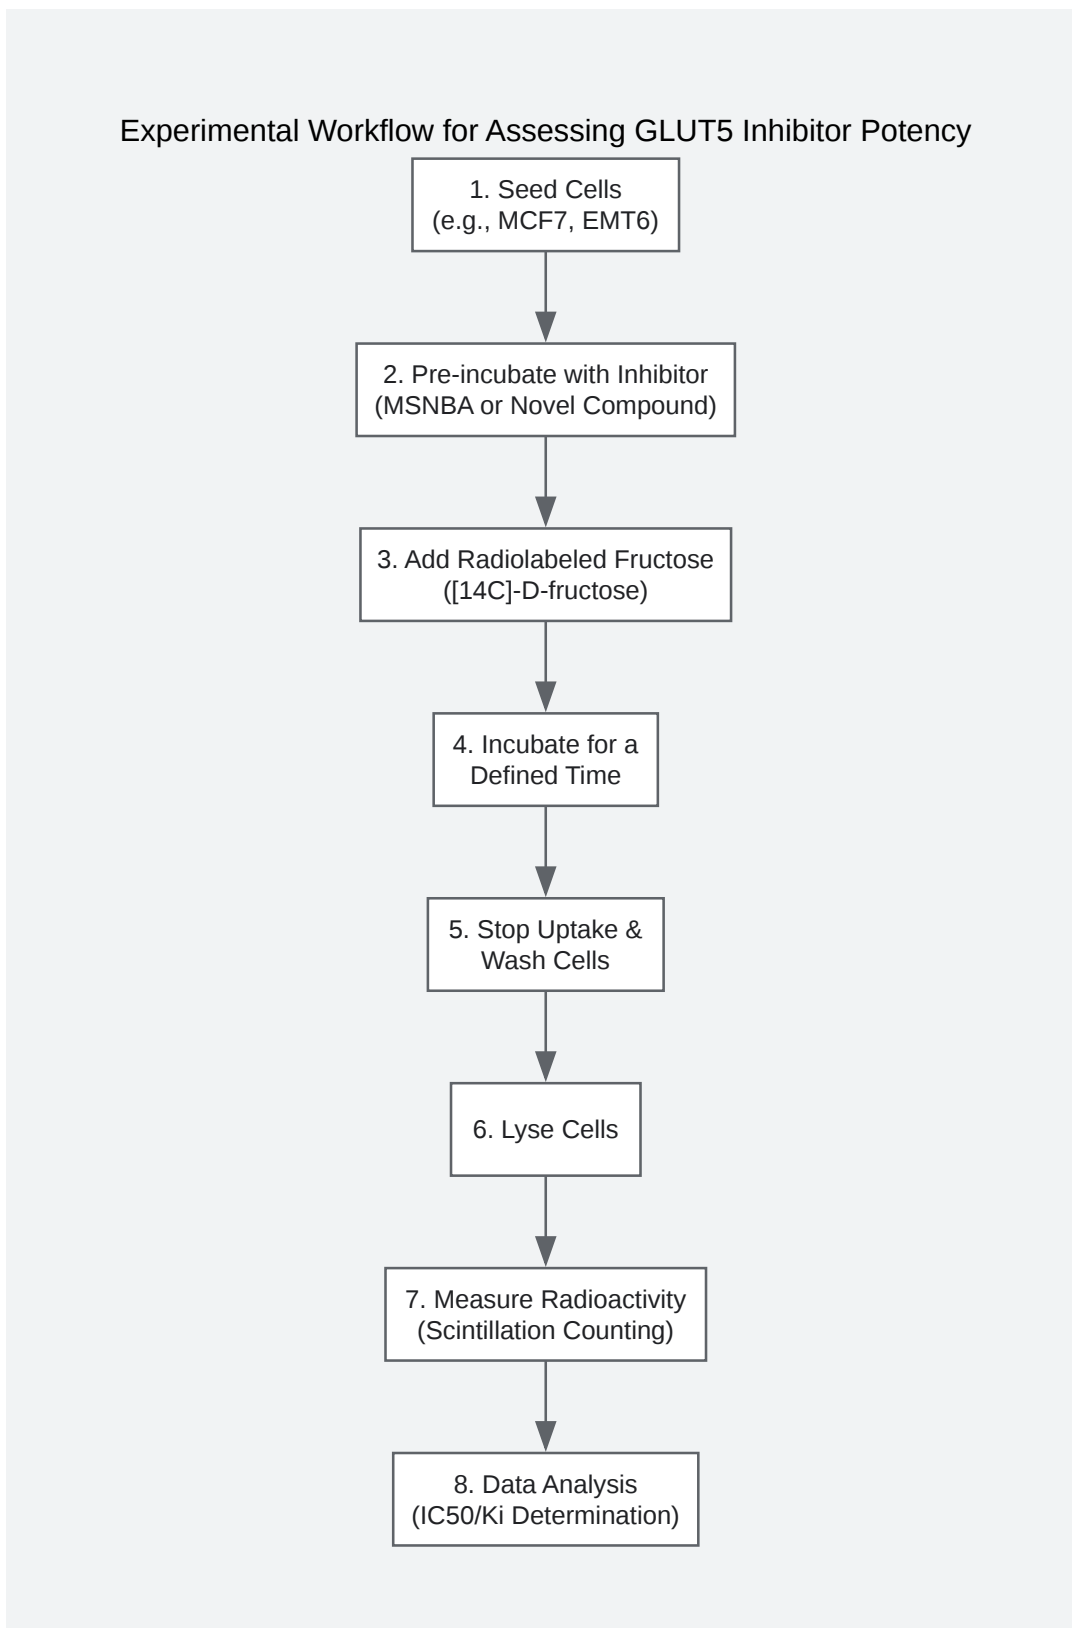 Experimental Workflow for Assessing GLUT5 Inhibitor Potency
1. Seed Cells
(e.g., MCF7, EMT6)
2. Pre-incubate with Inhibitor
(MSNBA or Novel Compound)
3. Add Radiolabeled Fructose
([14C]-D-fructose)
4. Incubate for a
Defined Time
5. Stop Uptake &
Wash Cells
6. Lyse Cells
7. Measure Radioactivity
(Scintillation Counting)
8. Data Analysis
(IC50/Ki Determination)